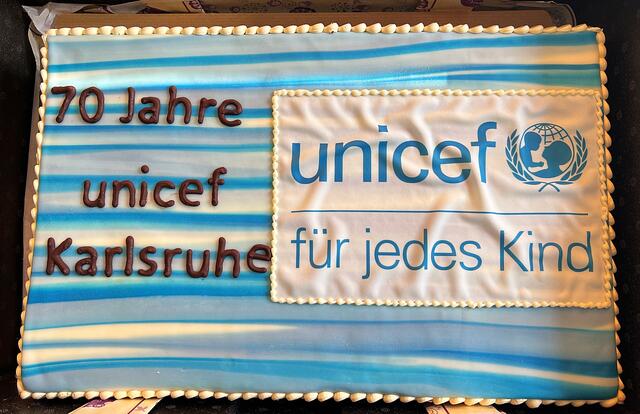 70 Jahre
unicef
Karlsruhe
unicef
für jedes Kind